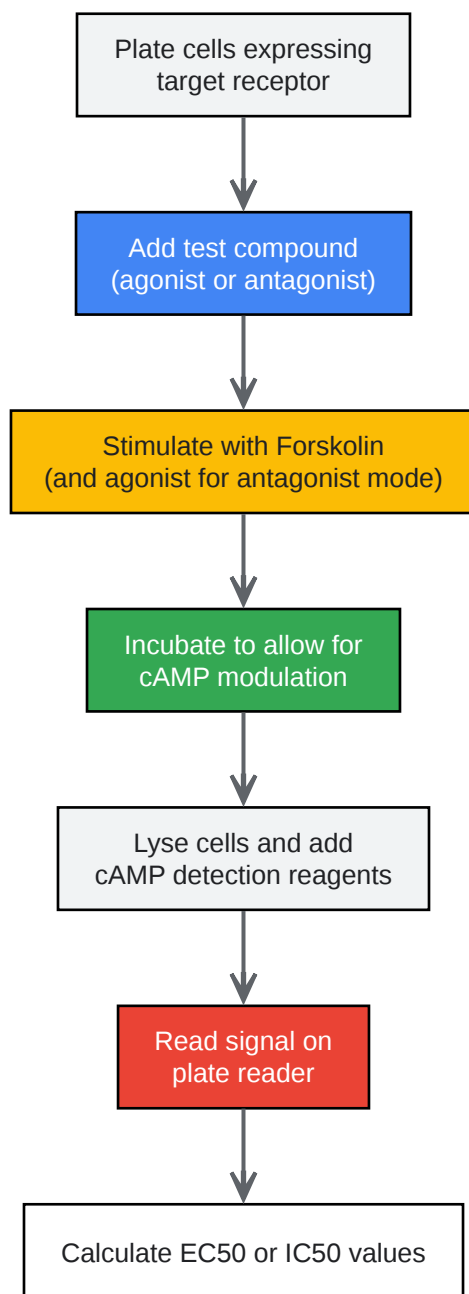 Plate cells expressing
target receptor
Add test compound
(agonist or antagonist)
Stimulate with Forskolin
(and agonist for antagonist mode)
Incubate to allow for
cAMP modulation
Lyse cells and add
cAMP detection reagents
Read signal on
plate reader
Calculate EC50 or IC50 values